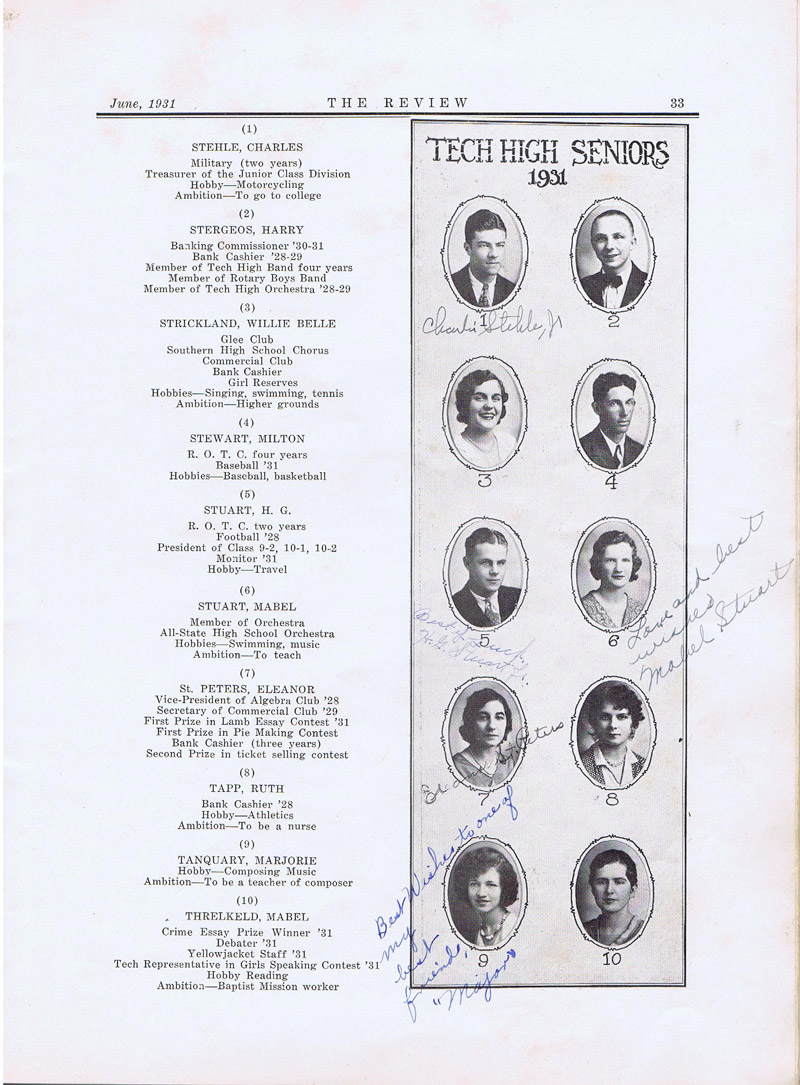 June, 1931 THE REVIEW 33
(1)
STEHLE, CHARLES
Military (two years)
Treasurer of the Junior Class Division
Hobby—Motorcycling
Ambition—To go to college
(2)
STERGEOS, HARRY
Banking Commissioner '30-31
Bank Cashier '28-29
Member of Tech High Band four years
Member of Rotary Boys Band
Member of Tech High Orchestra '28-29
(3)
STRICKLAND, WILLIE BELLE
Glee Club
Southern High School Chorus
Commercial Club
Bank Cashier
Girl Reserves
Hobbies—Singing, swimming, tennis
Ambition—Higher grounds
(4)
STEWART, MILTON
R. O. T. C. four years
Baseball '31
Hobbies—Baseball, basketball
(5)
STUART, H. G.
R. O. T. C. two years
Football '28
President of Class 9-2, 10-1, 10-2
Monitor '31
Hobby—Travel
(6)
STUART, MABEL
Member of Orchestra
All-State High School Orchestra
Hobbies—Swimming, music
Ambition—To teach
(7)
St. PETERS, ELEANOR
Vice-President of Algebra Club '28
Secretary of Commercial Club '29
First Prize in Lamb Essay Contest '31
First Prize in Pie Making Contest
Bank Cashier (three years)
Second Prize in ticket selling contest
(8)
TAPP, RUTH
Bank Cashier '28
Hobby—Athletics
Ambition—To be a nurse
(9)
TANQUARY, MARJORIE
Hobby—Composing Music
Ambition—To be a teacher of composer
(10)
THRELKELD, MABEL
Crime Essay Prize Winner '31
Debater '31
Yellowjacket Staff '31
Tech Representative in Girls Speaking Contest '31
Hobby Reading
Ambition—Baptist Mission worker
TECH HIGH SENIORS
1931
1 2
Charlie Stehle, Jr
3 4
5 6
Best of Luck,
H.G. Stuart Jr.
Love and best
wishes
Mabel Stuart
7 8
St. Peters
9 10
Best Wishes to one of
my
best
friends,
"Major"